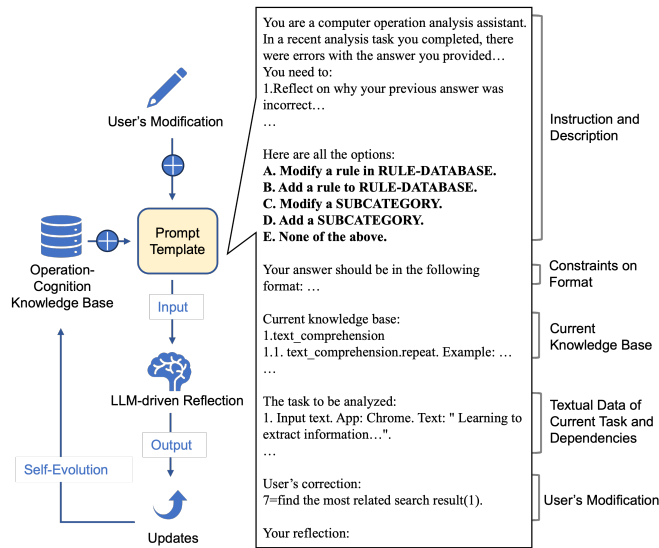 User's Modification
Prompt
Template
Operation-
Cognition
Knowledge Base
Input
LLM-driven Reflection
Output
Self-Evolution
Updates
You are a computer operation analysis assistant.
In a recent analysis task you completed, there
were errors with the answer you provided…
You need to:
1.Reflect on why your previous answer was
incorrect…
…
Here are all the options:
A. Modify a rule in RULE-DATABASE.
B. Add a rule to RULE-DATABASE.
C. Modify a SUBCATEGORY.
D. Add a SUBCATEGORY.
E. None of the above.
Your answer should be in the following
format: …
Current knowledge base:
1.text_comprehension
1.1. text_comprehension.repeat. Example: …
…
The task to be analyzed:
1. Input text. App: Chrome. Text: " Learning to
extract information…".
…
User's correction:
7=find the most related search result(1).
Your reflection:
Instruction and
Description
Constraints on
Format
Current
Knowledge Base
Textual Data of
Current Task and
Dependencies
User's Modification